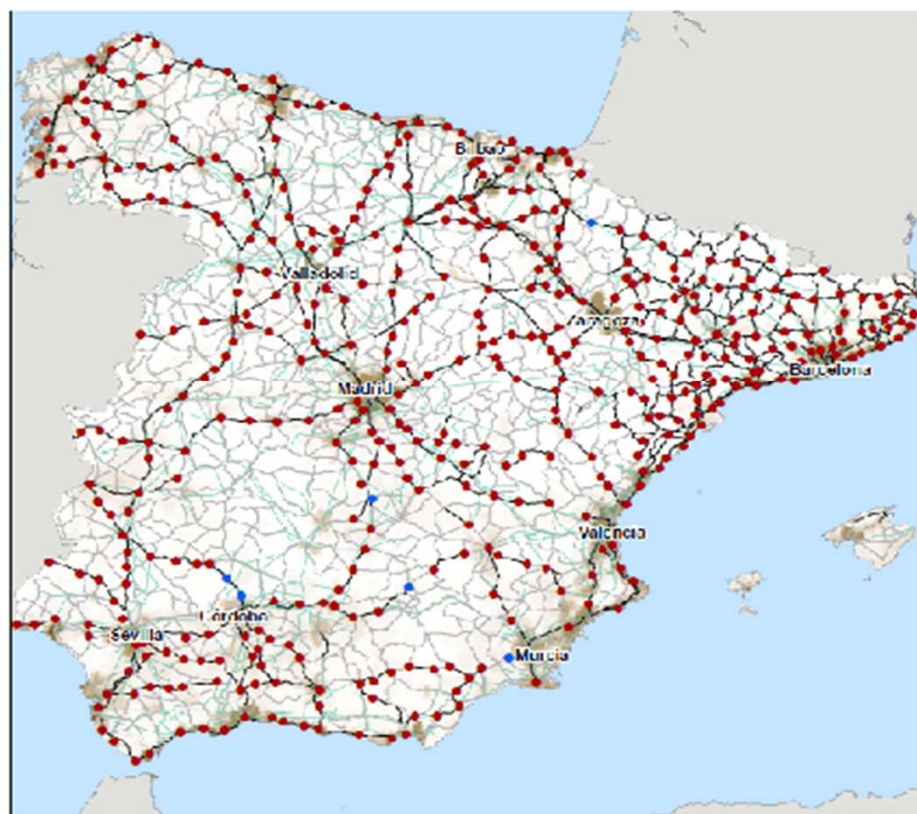 Bilbao
Valladolid
Zaragoza
Barcelona
Madrid
Valencia
Córdoba
Sevilla
Murcia